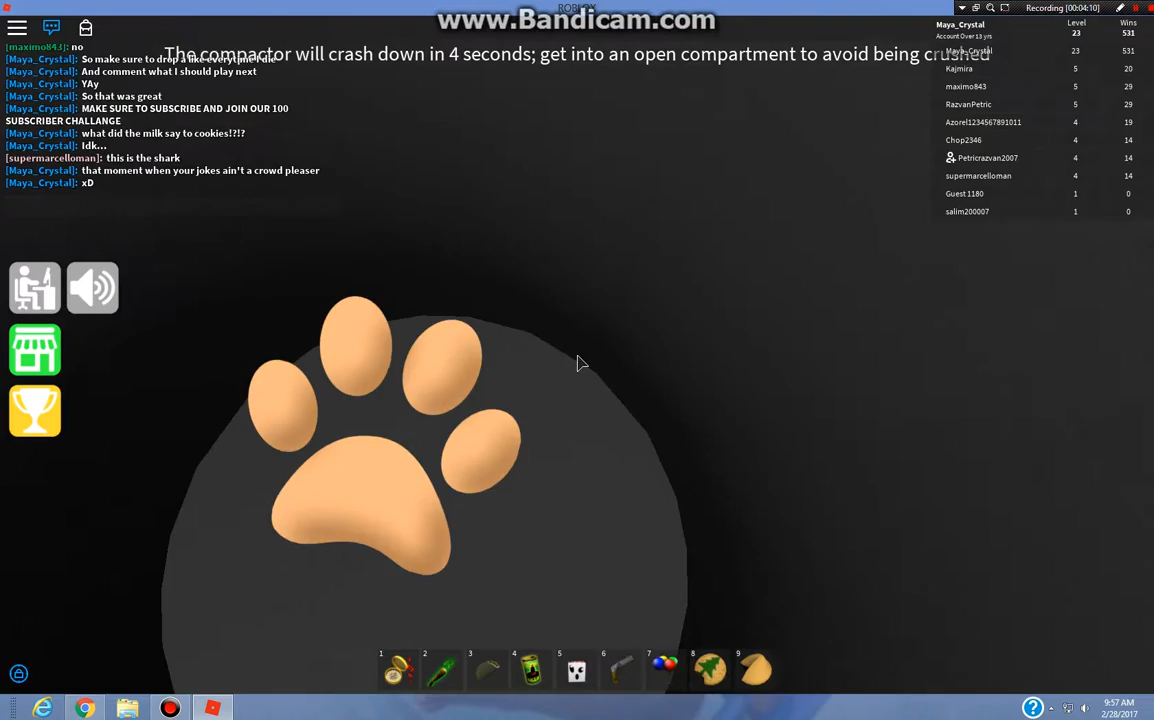 ROBLOX
Recording [00:04:10]
www.Bandicam.com
The compactor will crash down in 4 seconds; get into an open compartment to avoid being crushed
[maximo843]: no
[Maya_Crystal]: So make sure to drop a like everytime I die
[Maya_Crystal]: And comment what I should play next
[Maya_Crystal]: YAy
[Maya_Crystal]: So that was great
[Maya_Crystal]: MAKE SURE TO SUBSCRIBE AND JOIN OUR 100
SUBSCRIBER CHALLANGE
[Maya_Crystal]: what did the milk say to cookies!?!?
[Maya_Crystal]: Idk...
[supermarcelloman]: this is the shark
[Maya_Crystal]: that moment when your jokes ain't a crowd pleaser
[Maya_Crystal]: xD
Maya_Crystal Level Wins
Account Over 13 yrs 23 531
Maya_Crystal 23 531
Kajmira 5 20
maximo843 5 29
RazvanPetric 5 29
Azorel1234567891011 4 19
Chop2346 4 14
Petricrazvan2007 4 14
supermarcelloman 4 14
Guest 1180 1 0
salim200007 1 0
1 2 3 4 5 6 7 8 9
9:57 AM
2/28/2017